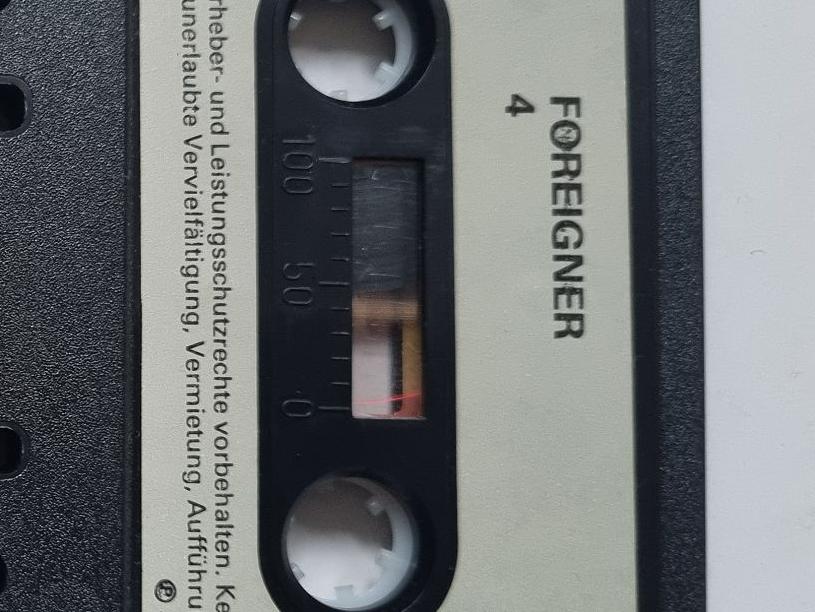 FOREIGNER
4
100 50 0
rheber- und Leistungsschutzrechte vorbehalten. Ke
unerlaubte Vervielfältigung, Vermietung, Aufführu
℗